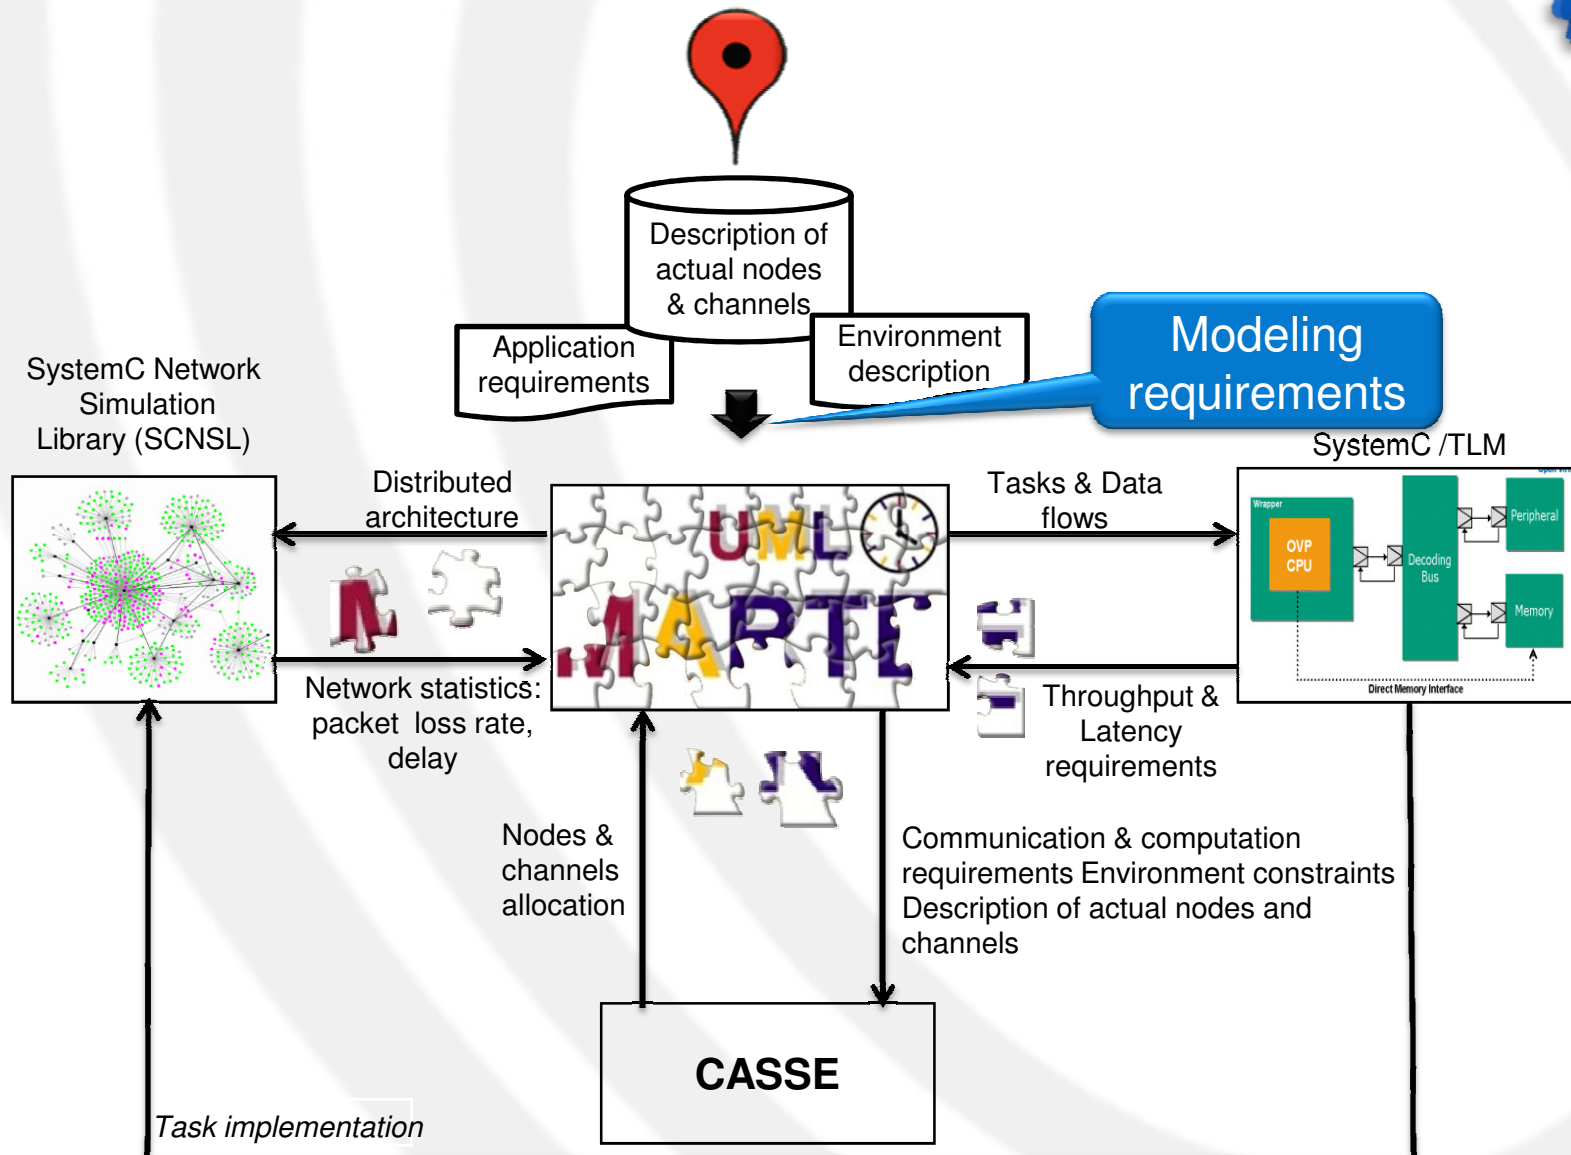 Description of
actual nodes
& channels
Application
requirements
Environment
description
Modeling
requirements
SystemC Network
Simulation
Library (SCNSL)
SystemC /TLM
Distributed
architecture
UML
MARTE
Tasks & Data
flows
Wrapper
OVP
CPU
Decoding
Bus
Peripheral
Memory
Direct Memory Interface
Network statistics:
packet loss rate,
delay
Throughput &
Latency
requirements
Nodes &
channels
allocation
Communication & computation
requirements Environment constraints
Description of actual nodes and
channels
CASSE
Task implementation